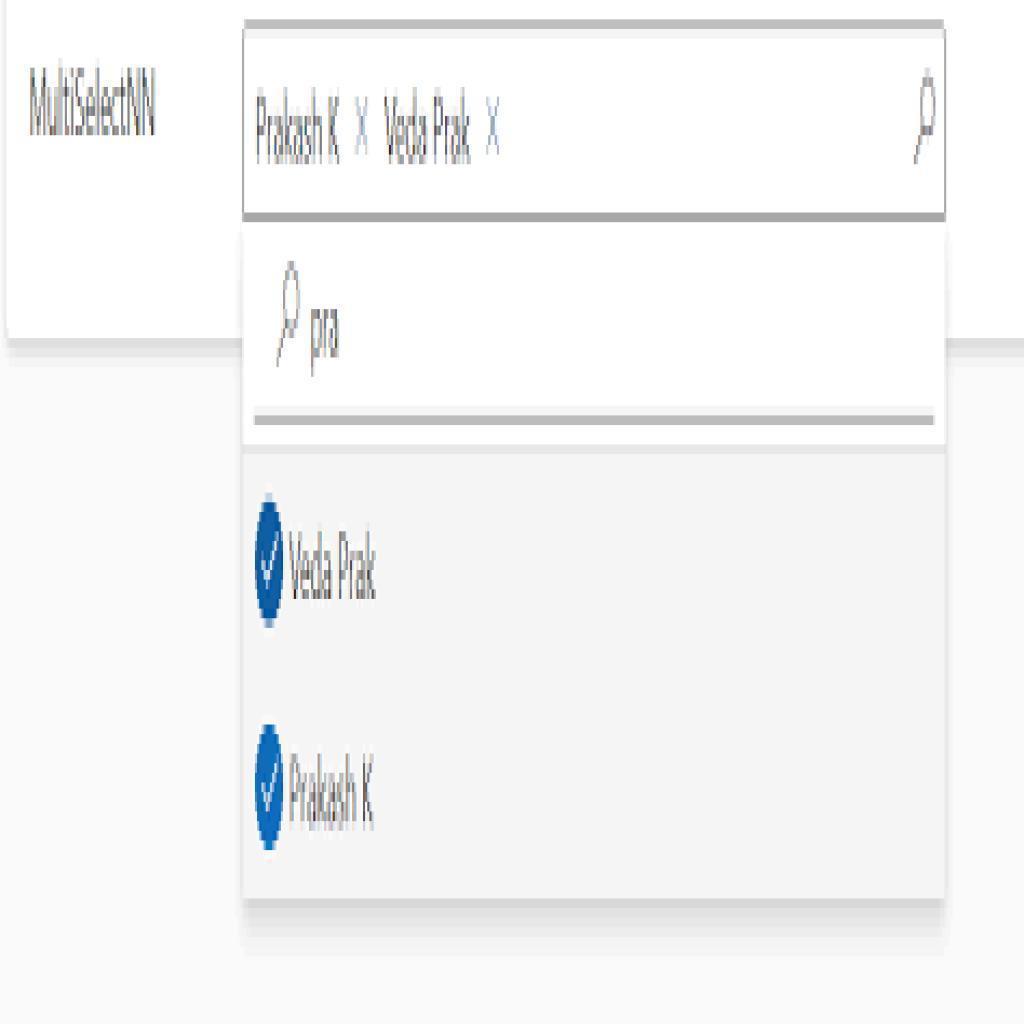 MultiSelectNN
Prakash K X Veda Prak X
pra
Veda Prak
Prakash K